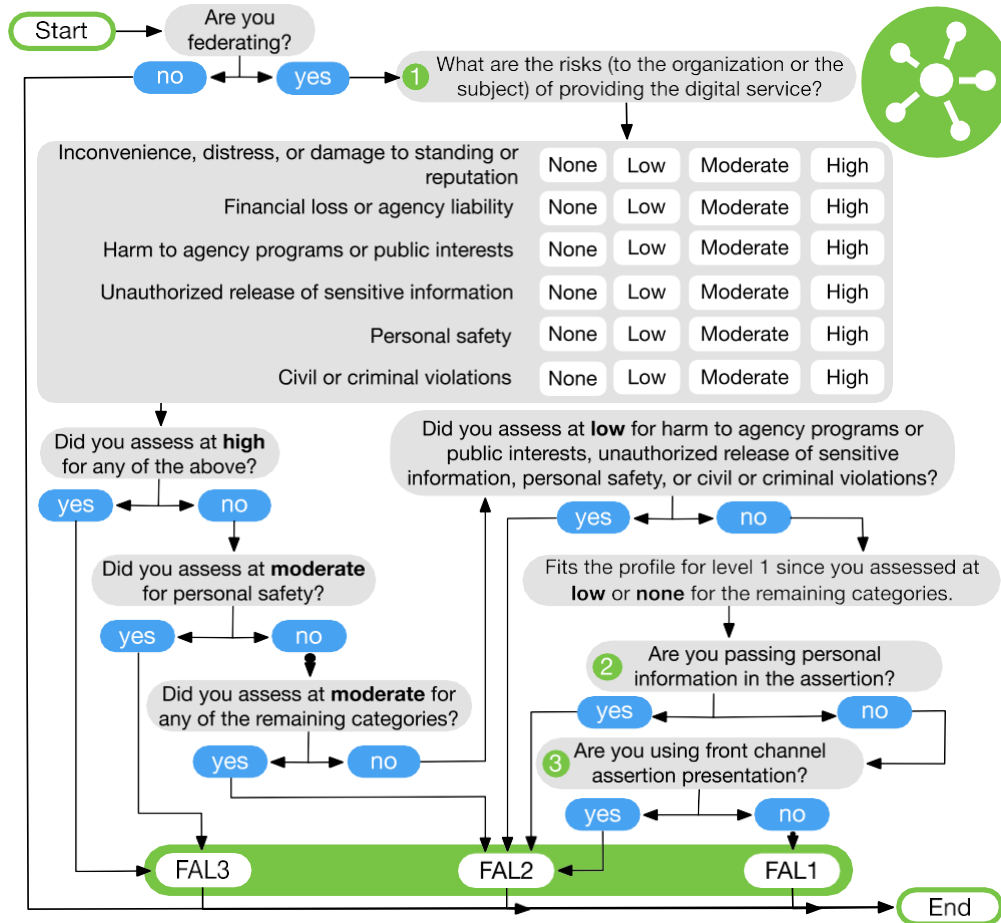 Start
Are you
federating?
no
yes
1
What are the risks (to the organization or the
subject) of providing the digital service?
Inconvenience, distress, or damage to standing or
reputation
None Low Moderate High
Financial loss or agency liability None Low Moderate High
Harm to agency programs or public interests None Low Moderate High
Unauthorized release of sensitive information None Low Moderate High
Personal safety None Low Moderate High
Civil or criminal violations None Low Moderate High
Did you assess at high
for any of the above?
yes
no
Did you assess at moderate
for personal safety?
yes
no
Did you assess at moderate for
any of the remaining categories?
yes
no
Did you assess at low for harm to agency programs or
public interests, unauthorized release of sensitive
information, personal safety, or civil or criminal violations?
yes
no
Fits the profile for level 1 since you assessed at
low or none for the remaining categories.
2
Are you passing personal
information in the assertion?
yes
no
3
Are you using front channel
assertion presentation?
yes
no
FAL3
FAL2
FAL1
End